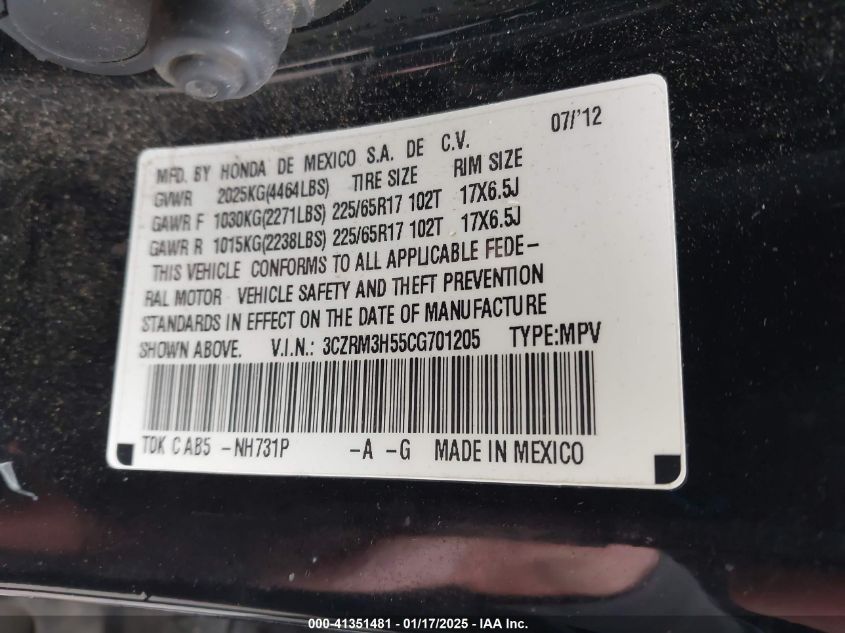 07/'12
MFD. BY HONDA DE MEXICO S.A. DE C.V.
GVWR 2025KG(4464LBS) TIRE SIZE RIM SIZE
GAWR F 1030KG(2271LBS) 225/65R17 102T 17X6.5J
GAWR R 1015KG(2238LBS) 225/65R17 102T 17X6.5J
THIS VEHICLE CONFORMS TO ALL APPLICABLE FEDE-
RAL MOTOR VEHICLE SAFETY AND THEFT PREVENTION
STANDARDS IN EFFECT ON THE DATE OF MANUFACTURE
SHOWN ABOVE. V.I.N.: 3CZRM3H55CG701205 TYPE:MPV
TDK C AB5 -NH731P -A -G MADE IN MEXICO
000-41351481 - 01/17/2025 - IAA Inc.